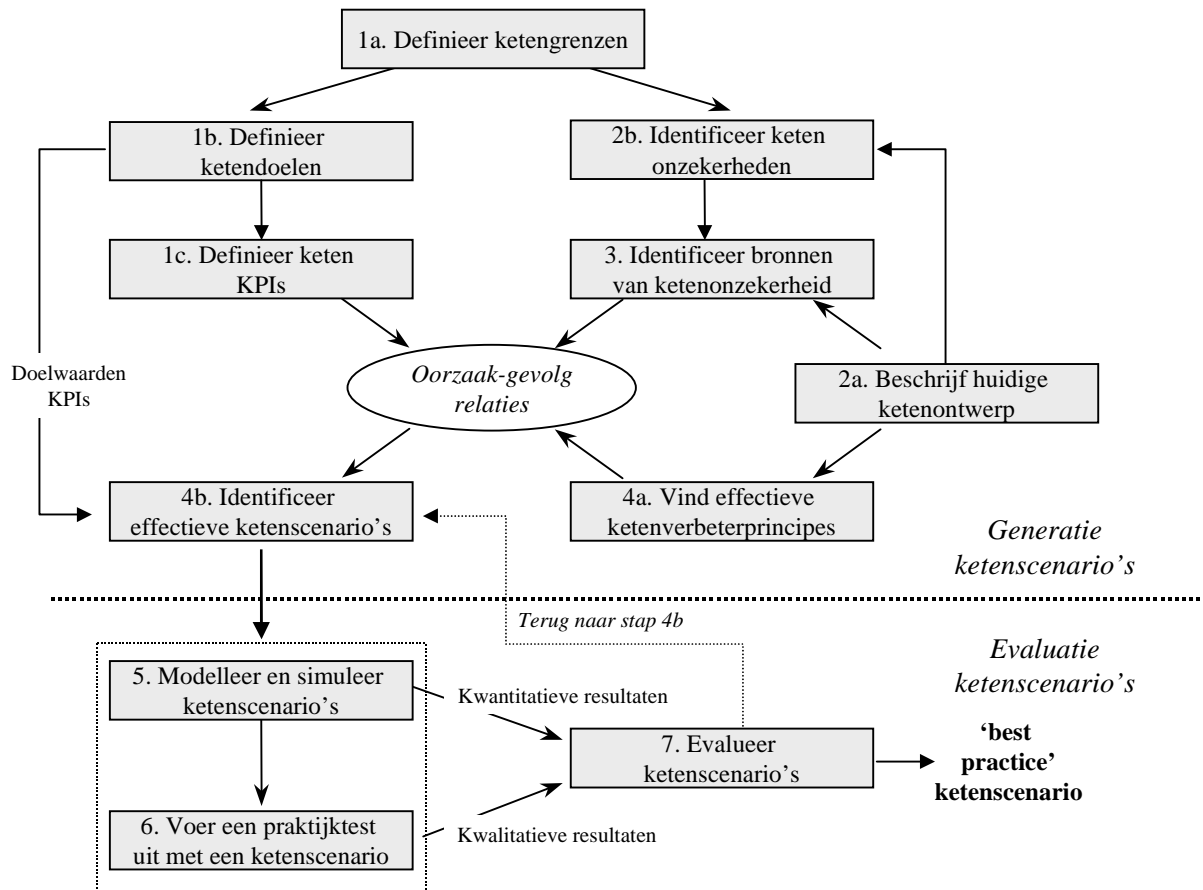 1a. Definieer ketengrenzen
1b. Definieer
ketendoelen
2b. Identificeer keten
onzekerheden
1c. Definieer keten
KPIs
3. Identificeer bronnen
van ketenonzekerheid
Doelwaarden
KPIs
Oorzaak-gevolg
relaties
2a. Beschrijf huidige
ketenontwerp
4b. Identificeer
effectieve ketenscenario's
4a. Vind effectieve
ketenverbeterprincipes
Generatie
ketenscenario's
Terug naar stap 4b
Evaluatie
ketenscenario's
5. Modelleer en simuleer
ketenscenario's
Kwantitatieve resultaten
7. Evalueer
ketenscenario's
‘best
practice’
ketenscenario
6. Voer een praktijktest
uit met een ketenscenario
Kwalitatieve resultaten